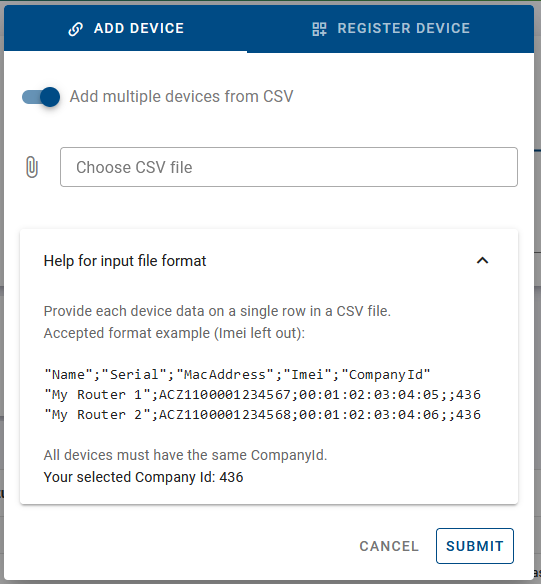 ADD DEVICE
REGISTER DEVICE
Add multiple devices from CSV
Choose CSV file
Help for input file format
Provide each device data on a single row in a CSV file.
Accepted format example (Imei left out):
"Name";"Serial";"MacAddress";"Imei";"CompanyId"
"My Router 1";ACZ1100001234567;00:01:02:03:04:05;;436
"My Router 2";ACZ1100001234568;00:01:02:03:04:06;;436
All devices must have the same CompanyId.
Your selected Company Id: 436
CANCEL
SUBMIT